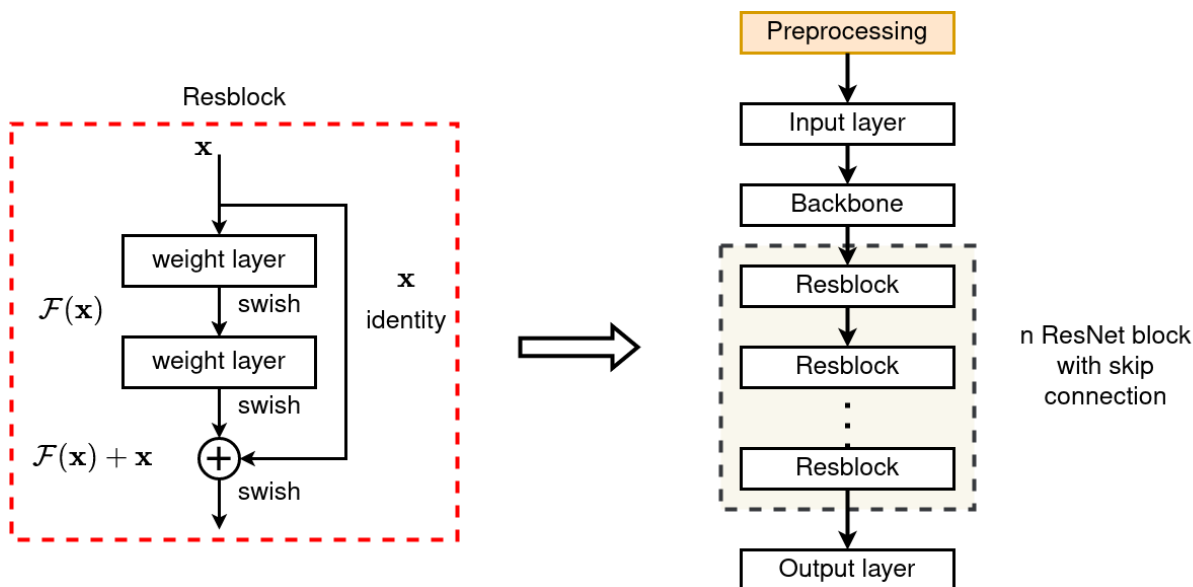 Resblock
x
weight layer
swish
F(x)
x
identity
weight layer
swish
F(x) + x
+
swish
Preprocessing
Input layer
Backbone
Resblock
Resblock
Resblock
Output layer
n ResNet block
with skip
connection